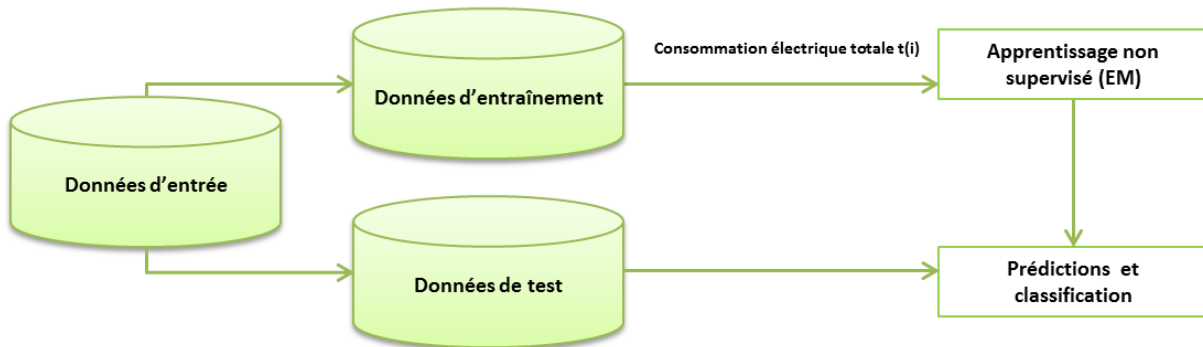 Données d'entrée
Données d'entraînement
Consommation électrique totale t(i)
Apprentissage non
supervisé (EM)
Données de test
Prédictions et
classification